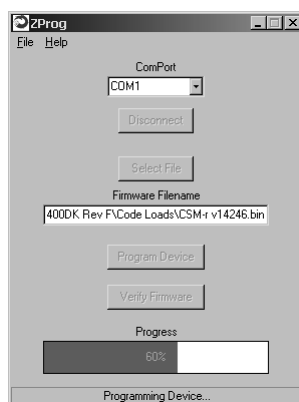 ZProg
File Help
ComPort
COM1
Disconnect
Select File
Firmware Filename
400DK Rev F\Code Loads\CSM-r v14246.bin
Program Device
Verify Firmware
Progress
60%
Programming Device...